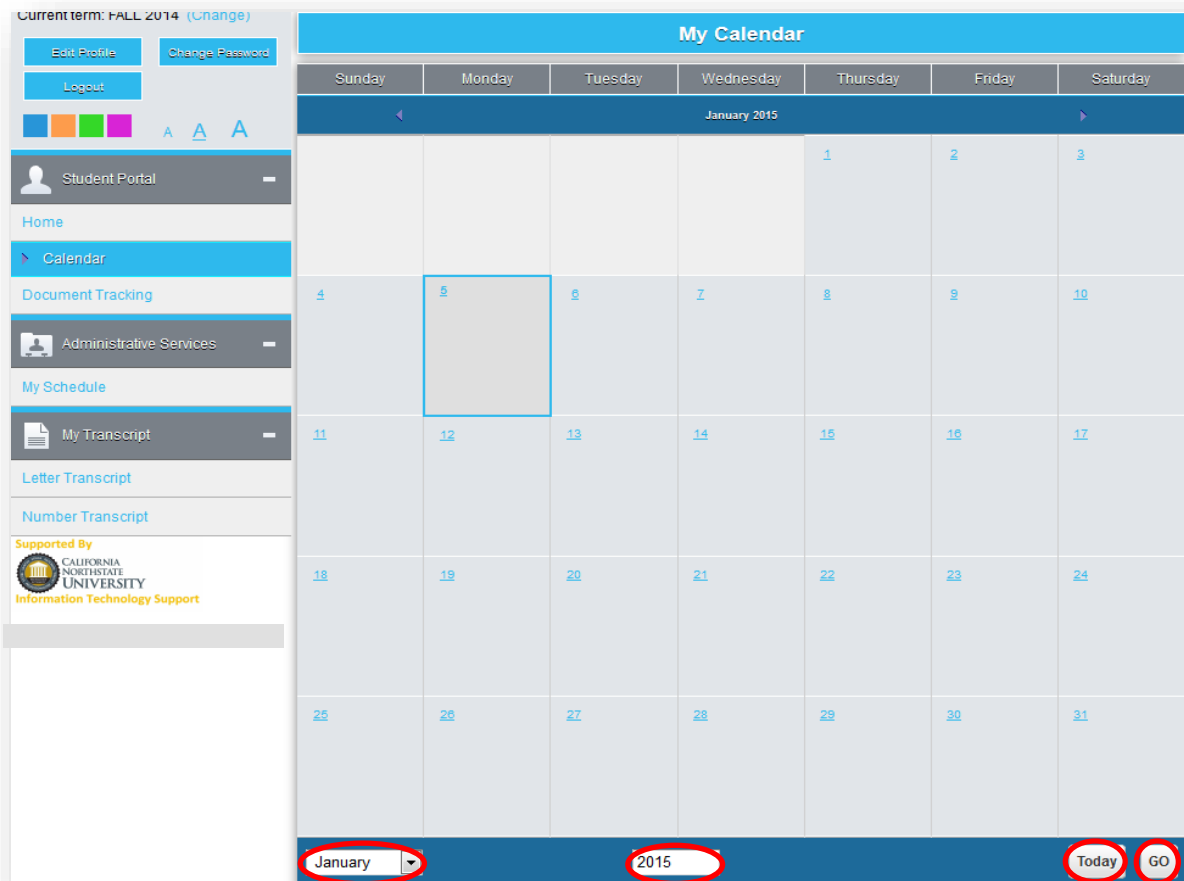 Current term: FALL 2014 (Change)
Edit Profile Change Password
Logout
A A A
Student Portal
Home
Calendar
Document Tracking
Administrative Services
My Schedule
My Transcript
Letter Transcript
Number Transcript
Supported By
CALIFORNIA
NORTHSTATE
UNIVERSITY
Information Technology Support
My Calendar
Sunday Monday Tuesday Wednesday Thursday Friday Saturday
January 2015
1 2 3
4 5 6 7 8 9 10
11 12 13 14 15 16 17
18 19 20 21 22 23 24
25 26 27 28 29 30 31
January 2015 Today GO